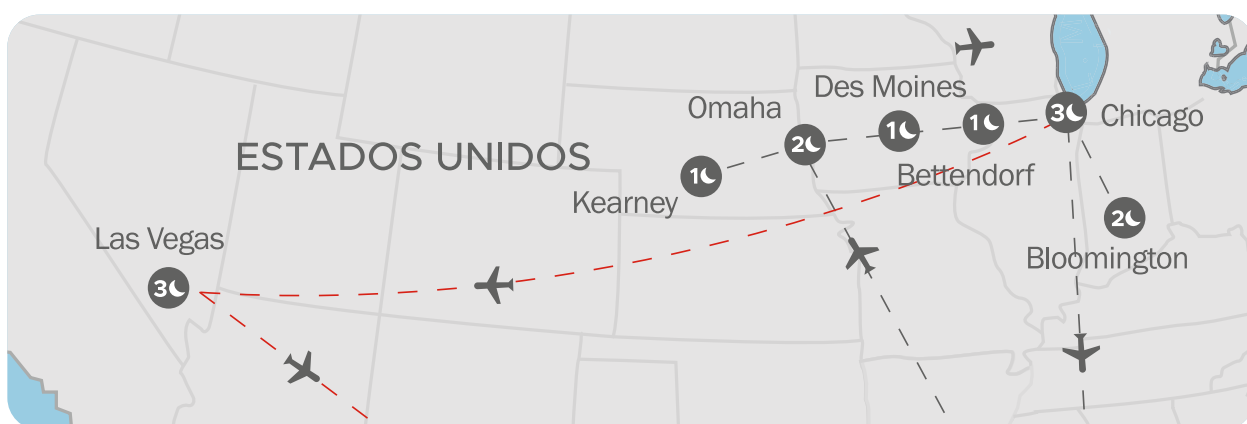 Des Moines
Omaha
1
1
3
Chicago
2
ESTADOS UNIDOS
1
Bettendorf
Kearney
2
Las Vegas
Bloomington
3